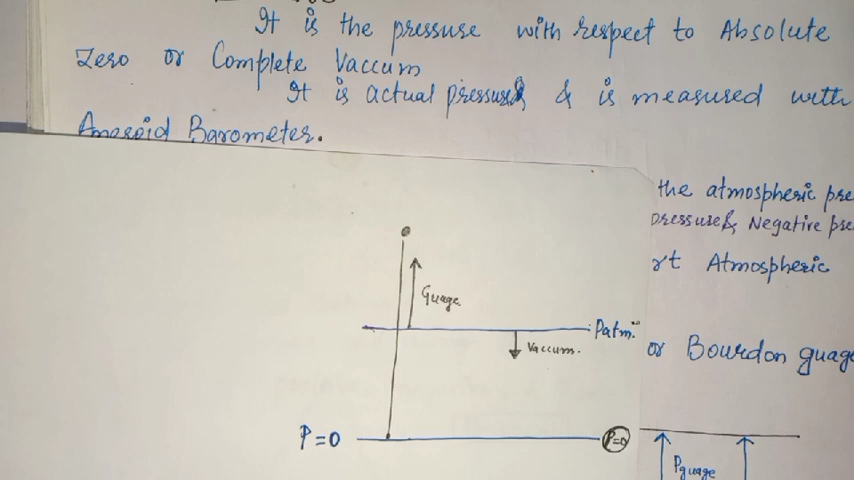 It is the pressure with respect to Absolute
Zero or Complete Vaccum
It is actual pressure & is measured with
Aneroid Barometer.
the atmospheric pre
pressure & Negative pre
rt Atmospheric
or Bourdon guage
Guage
Patm.
Vaccum.
P=0
P=0
Pguage